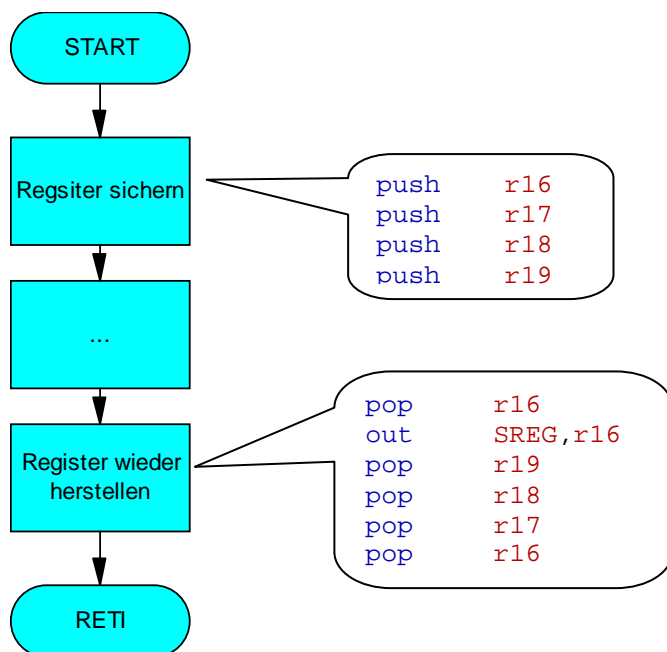 START
Regsiter sichern
push r16
push r17
push r18
push r19
...
Register wieder
herstellen
pop r16
out SREG,r16
pop r19
pop r18
pop r17
pop r16
RETI